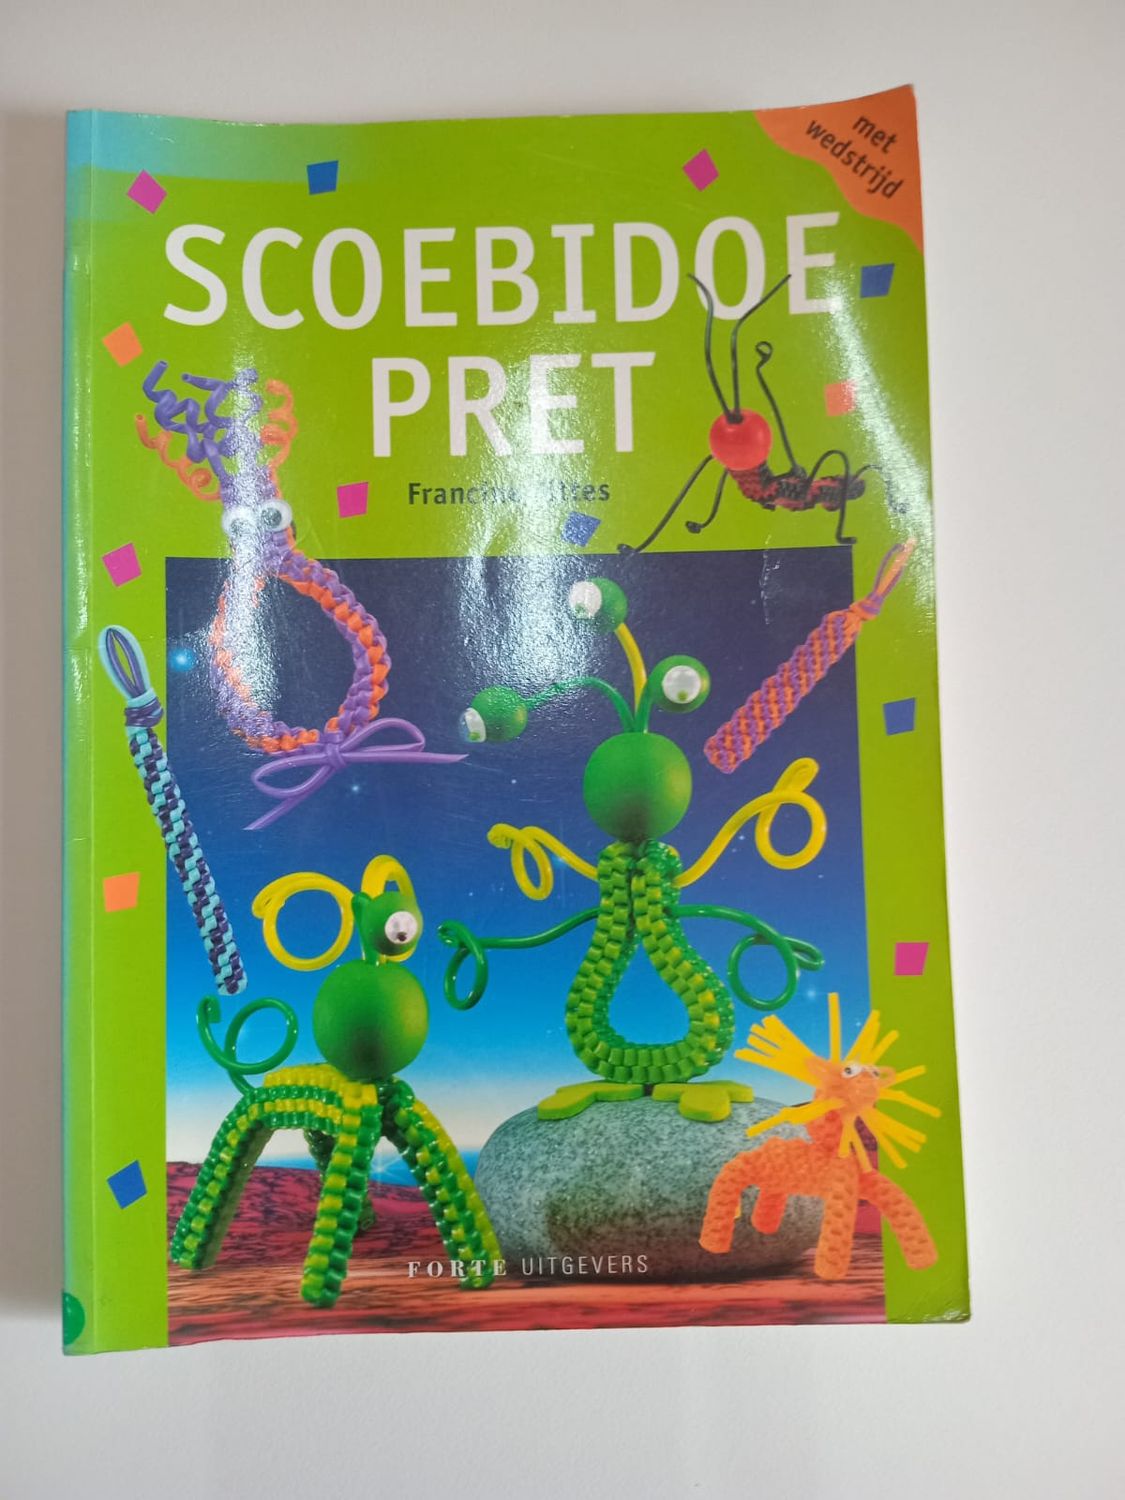 met
wedstrijd
SCOEBIDOE
PRET
Francine
FORTE UITGEVERS